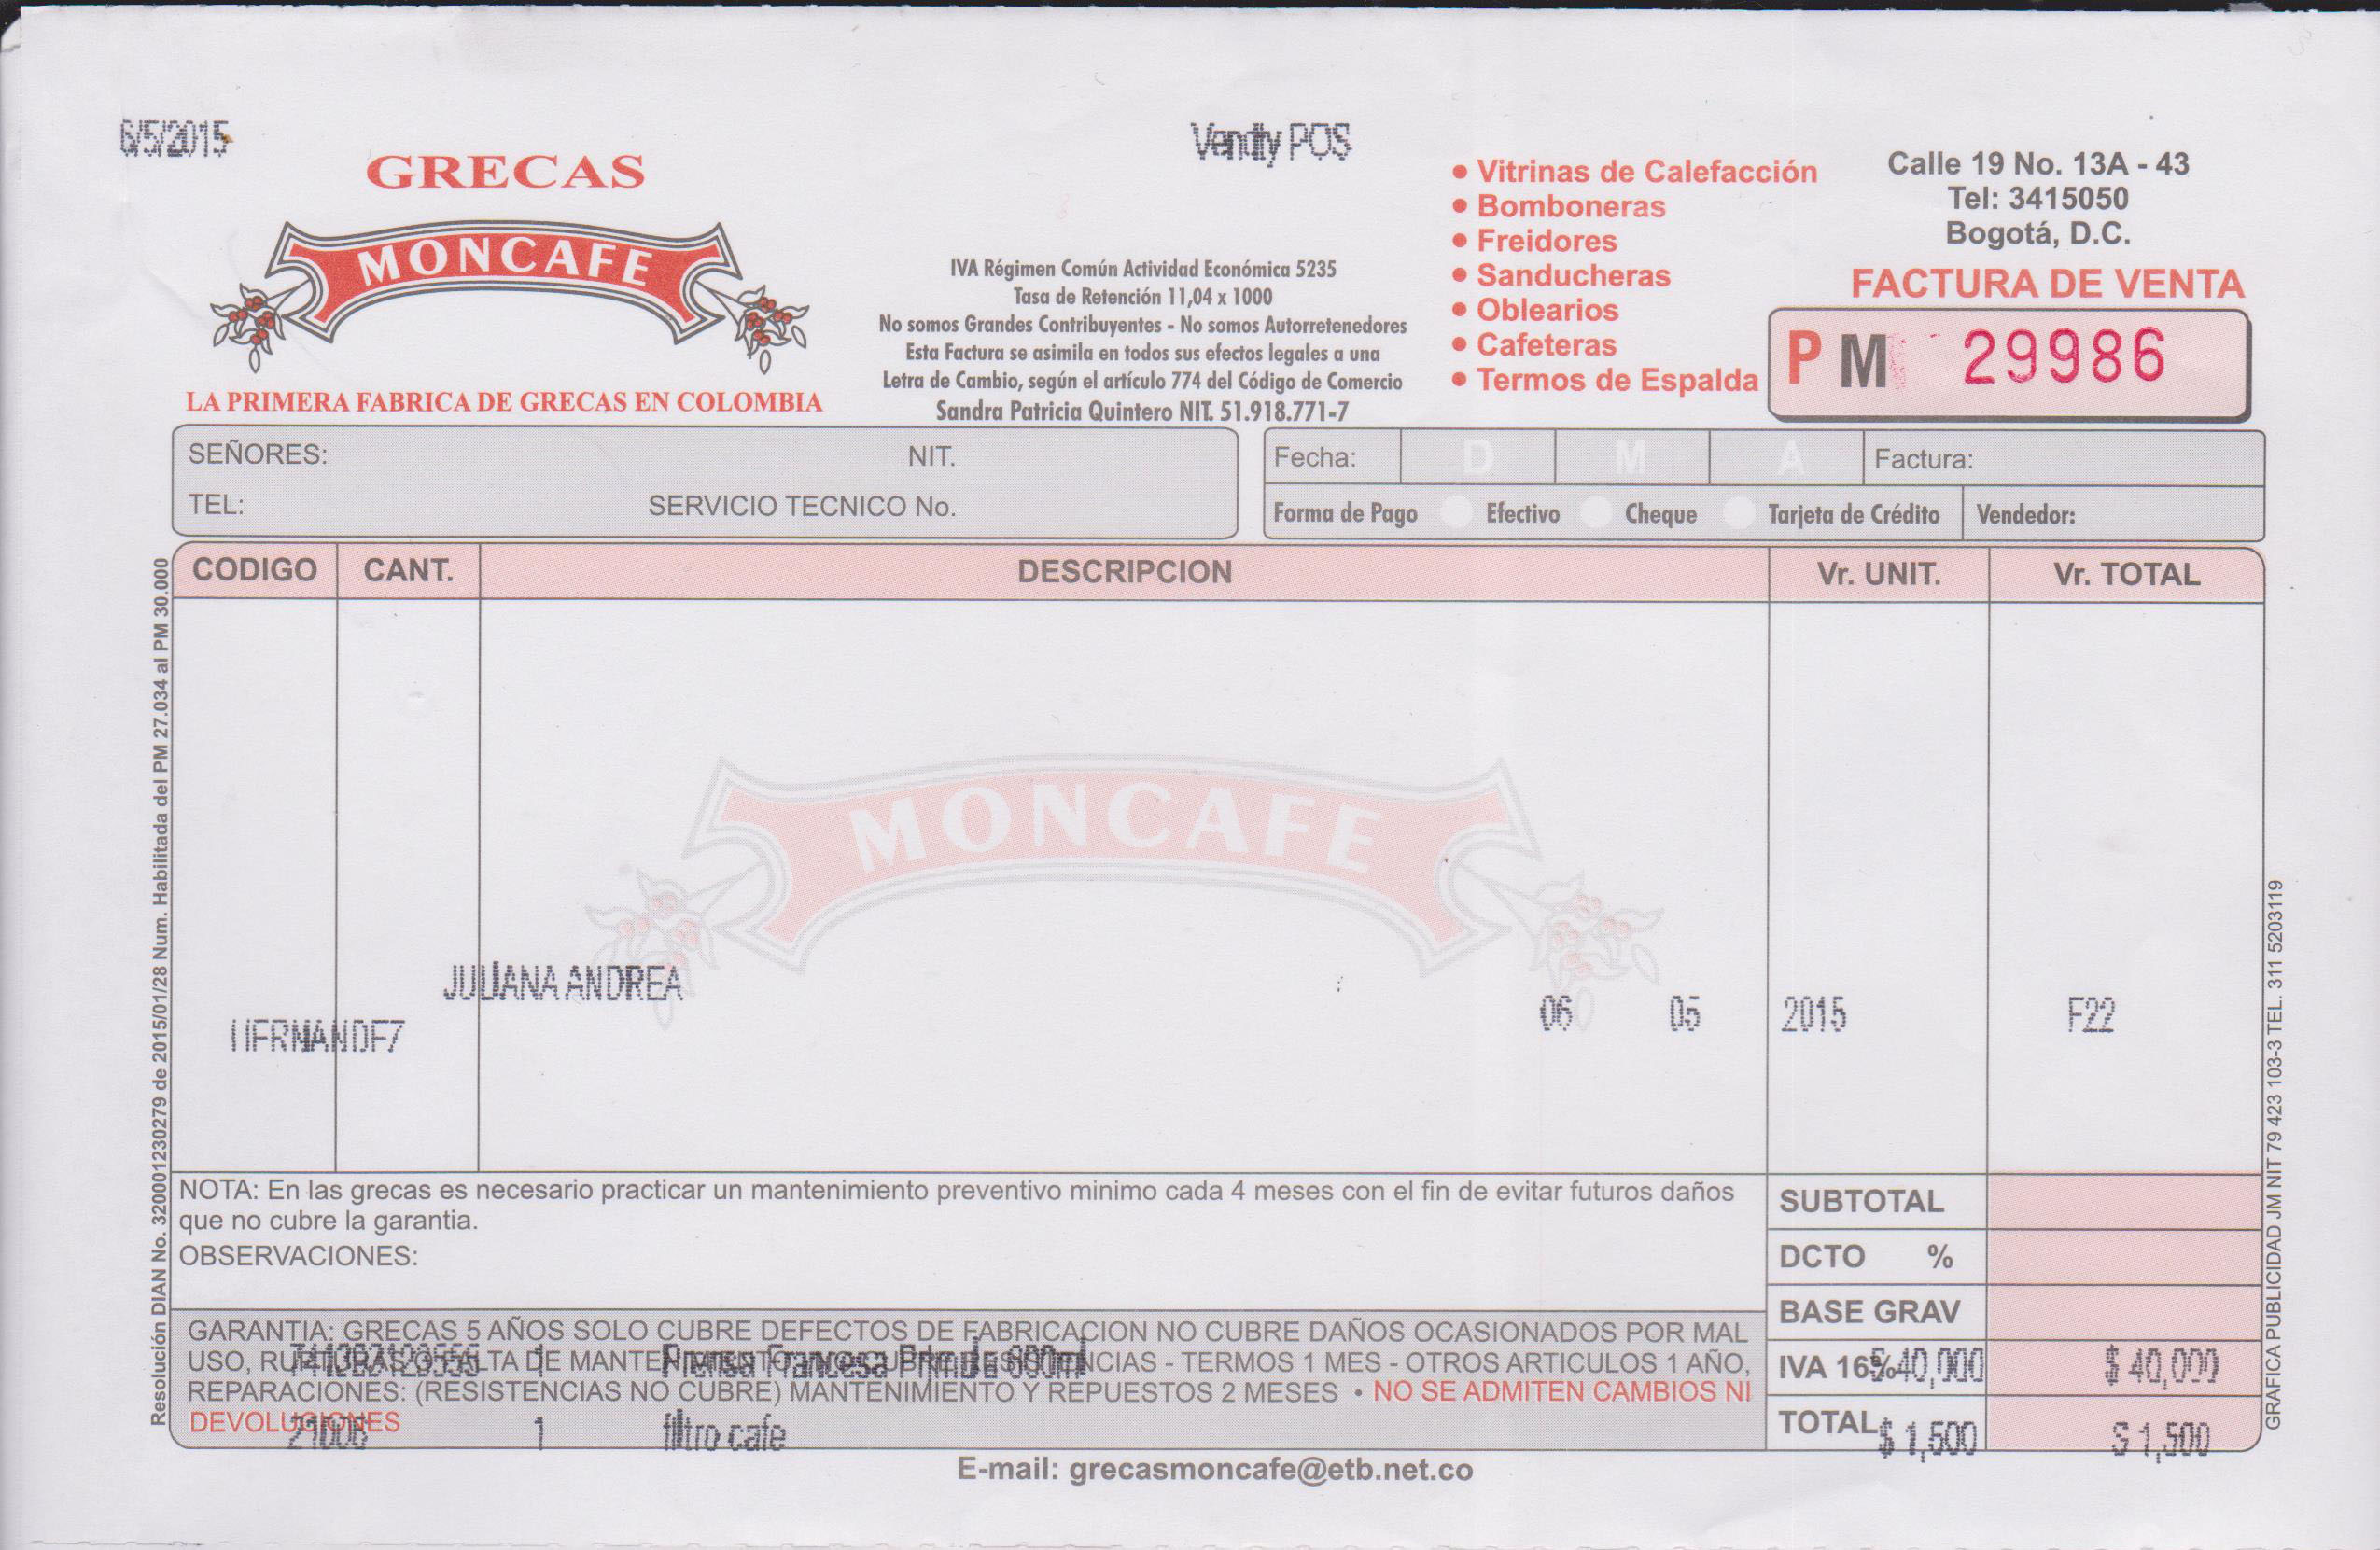 6/5/2015
Vendty POS
GRECAS
MONCAFE
LA PRIMERA FABRICA DE GRECAS EN COLOMBIA
IVA Régimen Común Actividad Económica 5235
Tasa de Retención 11,04 x 1000
No somos Grandes Contribuyentes - No somos Autorretenedores
Esta Factura se asimila en todos sus efectos legales a una
Letra de Cambio, según el artículo 774 del Código de Comercio
Sandra Patricia Quintero NIT. 51.918.771-7
• Vitrinas de Calefacción
• Bomboneras
• Freidores
• Sanducheras
• Oblearios
• Cafeteras
• Termos de Espalda
Calle 19 No. 13A - 43
Tel: 3415050
Bogotá, D.C.
FACTURA DE VENTA
PM 29986
SEÑORES: NIT.
TEL: SERVICIO TECNICO No.
Fecha: D M A Factura:
Forma de Pago Efectivo Cheque Tarjeta de Crédito Vendedor:
CODIGO CANT. DESCRIPCION Vr. UNIT. Vr. TOTAL
MONCAFE
JULIANA ANDREA
HERNANDEZ
06 05 2015 F22
NOTA: En las grecas es necesario practicar un mantenimiento preventivo minimo cada 4 meses con el fin de evitar futuros daños
que no cubre la garantia.
OBSERVACIONES:
SUBTOTAL
DCTO %
BASE GRAV
IVA 16%
TOTAL
GARANTIA: GRECAS 5 AÑOS SOLO CUBRE DEFECTOS DE FABRICACION NO CUBRE DAÑOS OCASIONADOS POR MAL
USO, DE TERMOS 1 MES - OTROS ARTICULOS 1 AÑO,
REPARACIONES: (RESISTENCIAS NO CUBRE) MANTENIMIENTO Y REPUESTOS 2 MESES • NO SE ADMITEN CAMBIOS NI
DEVOLUCIONES
1 Prensa Francesa 800ml $ 40,000 $ 40,000
21006 1 filtro cafe $ 1,500 $ 1,500
E-mail: grecasmoncafe@etb.net.co
Resolución DIAN No. 320001230279 de 2015/01/28 Num. Habilitada del PM 27.034 al PM 30.000
GRAFICA PUBLICIDAD JM NIT 79 423 103-3 TEL. 311 5203119